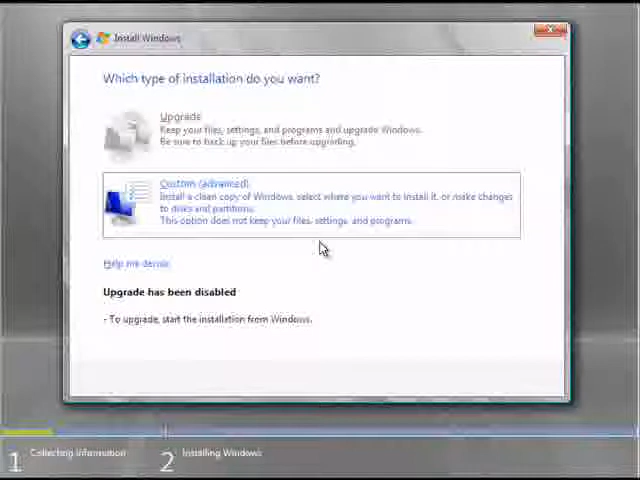 Install Windows
Which type of installation do you want?
Upgrade
Keep your files, settings, and programs and upgrade Windows.
Be sure to back up your files before upgrading.
Custom (advanced)
Install a clean copy of Windows, select where you want to install it, or make changes
to disks and partitions.
This option does not keep your files, settings, and programs.
Help me decide
Upgrade has been disabled
- To upgrade, start the installation from Windows.
1 Collecting information
2 Installing Windows